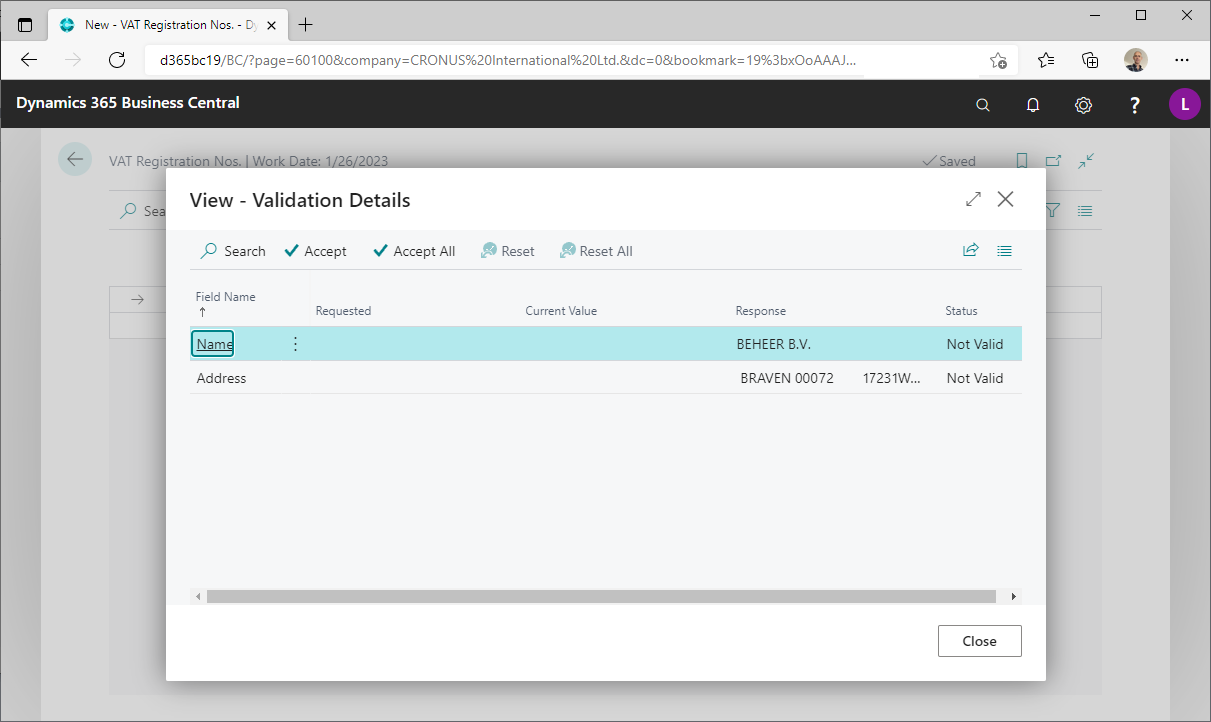 New - VAT Registration Nos. - Dy
d365bc19/BC/?page=60100&company=CRONUS%20International%20Ltd.&dc=0&bookmark=19%3bxOoAAAJ...
Dynamics 365 Business Central
? L
VAT Registration Nos. | Work Date: 1/26/2023 Saved
Sea
View - Validation Details
Search Accept Accept All Reset Reset All
Field Name Requested Current Value Response Status
Name BEHEER B.V. Not Valid
Address BRAVEN 00072 17231W... Not Valid
Close